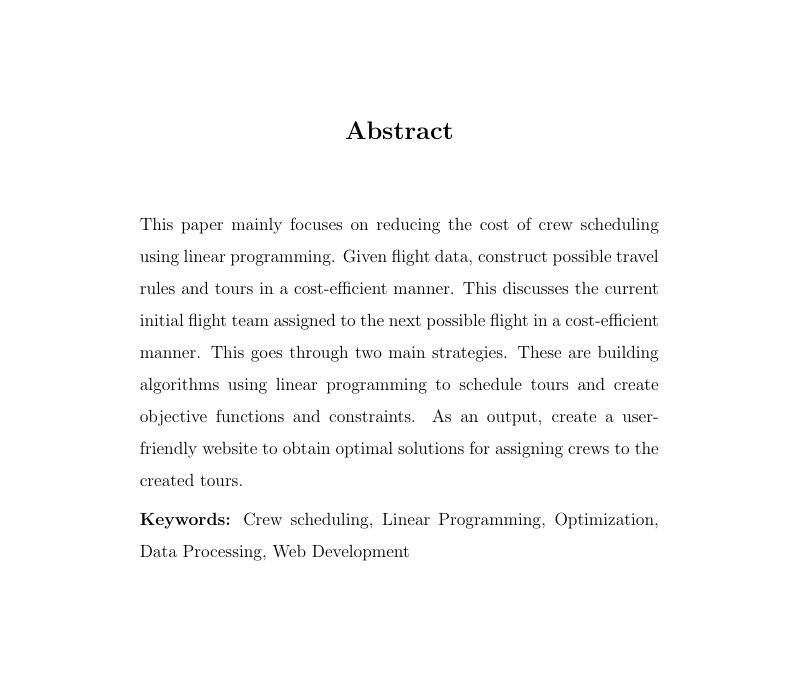 Abstract
This paper mainly focuses on reducing the cost of crew scheduling
using linear programming. Given flight data, construct possible travel
rules and tours in a cost-efficient manner. This discusses the current
initial flight team assigned to the next possible flight in a cost-efficient
manner. This goes through two main strategies. These are building
algorithms using linear programming to schedule tours and create
objective functions and constraints. As an output, create a user-
friendly website to obtain optimal solutions for assigning crews to the
created tours.
Keywords: Crew scheduling, Linear Programming, Optimization,
Data Processing, Web Development